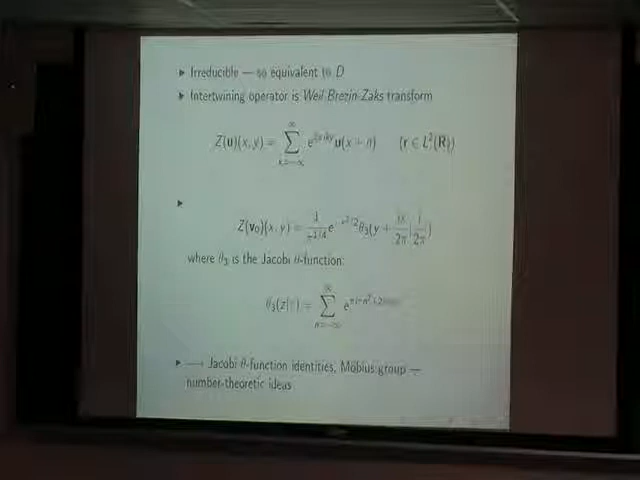 ▶ Irreducible — so equivalent to D
▶ Intertwining operator is Weil-Brezin-Zaks transform
Z(u)(x, y) = ∑_{k=-∞}^{∞} e^{2πiky} u(x + n) (r ∈ L²(R))
▶
Z(v₀)(x, y) = 1/π^{1/4} e^{-x²/2} θ₃(y + ix/2π | i/2π)
where θ₃ is the Jacobi θ-function:
θ₃(z|τ) = ∑_{n=-∞}^{∞} e^{πiτn²+2πinz}
▶ ⟶ Jacobi θ-function identities, Möbius group —
number-theoretic ideas